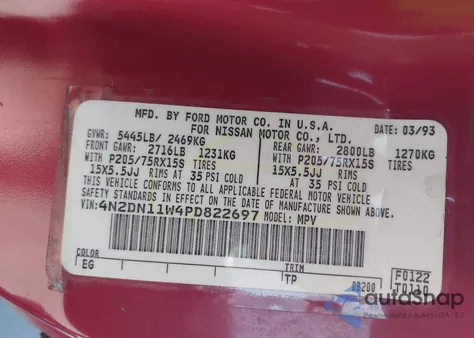 MFD. BY FORD MOTOR CO. IN U.S.A.
FOR NISSAN MOTOR CO., LTD.
DATE: 03/93
GVWR: 5445LB/ 2469KG
FRONT GAWR: 2716LB 1231KG
REAR GAWR: 2800LB 1270KG
WITH P205/75RX15S TIRES
WITH P205/75RX15S TIRES
15X5.5JJ RIMS AT 35 PSI COLD
15X5.5JJ RIMS AT 35 PSI COLD
THIS VEHICLE CONFORMS TO ALL APPLICABLE FEDERAL MOTOR VEHICLE
SAFETY STANDARDS IN EFFECT ON THE
DATE OF MANUFACTURE SHOWN ABOVE.
VIN: 4N2DN11W4PD822697
MPV
COLOR
EG
TRIM
TP
DB200
F0122
T0110
autoshap